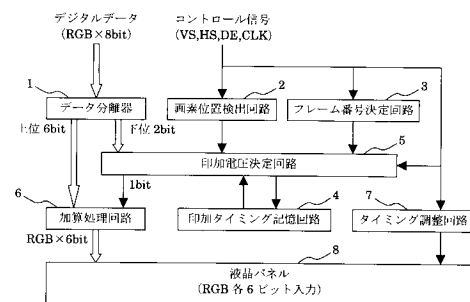 デジタルデータ
(RGB×8bit)
コントロール信号
(VS,HS,DE,CLK)
1
データ分離器
2
画素位置検出回路
3
フレーム番号決定回路
上位 6bit
下位 2bit
5
印加電圧決定回路
1bit
6
加算処理回路
4
印加タイミング記憶回路
7
タイミング調整回路
RGB×6bit
8
液晶パネル
(RGB 各 6 ビット入力)